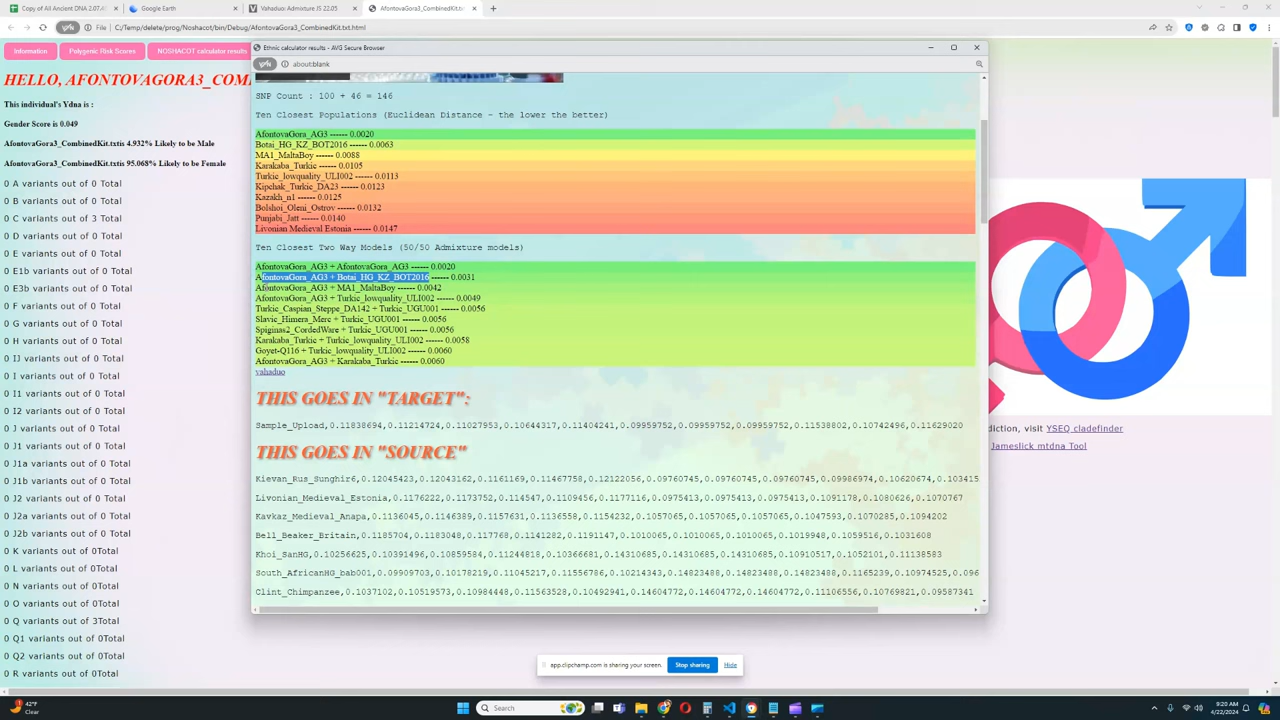 Copy of All Ancient DNA 2.07.4
Google Earth
Vahaduo: Admixture JS 22.05
AfontovaGora3_CombinedKit.txt
File
C:/Temp/delete/prog/Noshacot/bin/Debug/AfontovaGora3_CombinedKit.txt.html
Information
Polygenic Risk Scores
NOSHACOT calculator results
HELLO, AFONTOVAGORA3_COM
This individual's Ydna is :
Gender Score is 0.049
AfontovaGora3_CombinedKit.txtis 4.932% Likely to be Male
AfontovaGora3_CombinedKit.txtis 95.068% Likely to be Female
0 A variants out of 0 Total
0 B variants out of 0 Total
0 C variants out of 3 Total
0 D variants out of 0 Total
0 E variants out of 0 Total
0 E1b variants out of 0 Total
0 E3b variants out of 0 Total
0 F variants out of 0 Total
0 G variants out of 0 Total
0 H variants out of 0 Total
0 IJ variants out of 0 Total
0 I variants out of 0 Total
0 I1 variants out of 0 Total
0 I2 variants out of 0 Total
0 J variants out of 0 Total
0 J1 variants out of 0 Total
0 J1a variants out of 0 Total
0 J1b variants out of 0 Total
0 J2 variants out of 0 Total
0 J2a variants out of 0 Total
0 J2b variants out of 0 Total
0 K variants out of 0Total
0 L variants out of 0Total
0 M variants out of 0Total
0 N variants out of 0Total
0 O variants out of 0Total
0 Q variants out of 3Total
0 Q1 variants out of 0Total
0 Q2 variants out of 0Total
0 R variants out of 0Total
Ethnic calculator results - AVG Secure Browser
about:blank
SNP Count : 100 + 46 = 146
Ten Closest Populations (Euclidean Distance - the lower the better)
AfontovaGora_AG3 ------ 0.0020
Botai_HG_KZ_BOT2016 ------ 0.0063
MA1_MaltaBoy ------ 0.0088
Karakaba_Turkic ------ 0.0105
Turkic_lowquality_ULI002 ------ 0.0113
Kipchak_Turkic_DA23 ------ 0.0123
Kazakh_n1 ------ 0.0125
Bolshoi_Oleni_Ostrov ------ 0.0132
Punjabi_Jatt ------ 0.0140
Livonian Medieval Estonia ------ 0.0147
Ten Closest Two Way Models (50/50 Admixture models)
AfontovaGora_AG3 + AfontovaGora_AG3 ------ 0.0020
AfontovaGora_AG3 + Botai_HG_KZ_BOT2016 ------ 0.0031
AfontovaGora_AG3 + MA1_MaltaBoy ------ 0.0042
AfontovaGora_AG3 + Turkic_lowquality_ULI002 ------ 0.0049
Turkic_Caspian_Steppe_DA142 + Turkic_UGU001 ------ 0.0056
Slavic_Himera_Merc + Turkic_UGU001 ------ 0.0056
Spiginas2_CordedWare + Turkic_UGU001 ------ 0.0056
Karakaba_Turkic + Turkic_lowquality_ULI002 ------ 0.0058
Goyet-Q116 + Turkic_lowquality_ULI002 ------ 0.0060
AfontovaGora_AG3 + Karakaba_Turkic ------ 0.0060
vahaduo
THIS GOES IN "TARGET":
Sample_Upload,0.11838694,0.11214724,0.11027953,0.10644317,0.11404401,0.09959752,0.09959752,0.09959752,0.11538800,0.10742496,0.11629020
THIS GOES IN "SOURCE"
Kievan_Rus_Sunghir6,0.12045423,0.12043162,0.1161169,0.11467758,0.12122056,0.09760745,0.09760745,0.09760745,0.09986974,0.10620674,0.103415
Livonian_Medieval_Estonia,0.1176222,0.1173752,0.114547,0.1109456,0.1177116,0.0975413,0.0975413,0.0975413,0.1091178,0.1080626,0.1070767
Kavkaz_Medieval_Anapa,0.1136045,0.1146389,0.1157631,0.1136558,0.1154232,0.1057065,0.1057065,0.1057065,0.1047593,0.1070285,0.1094202
Bell_Beaker_Britain,0.1185704,0.1183048,0.117768,0.1141282,0.1191147,0.1010065,0.1010065,0.1010065,0.1019948,0.1059516,0.1031608
Khoi_SanHG,0.10256625,0.10391496,0.10859584,0.11244818,0.10366681,0.14310685,0.14310685,0.14310685,0.10910517,0.1052101,0.11138583
South_AfricanHG_bab001,0.09909703,0.10178219,0.11045217,0.11556786,0.10214343,0.14823488,0.14823488,0.14823488,0.1165239,0.10974525,0.096
Clint_Chimpanzee,0.1037102,0.10519573,0.10984448,0.11563528,0.10492941,0.14604772,0.14604772,0.14604772,0.11106556,0.10769821,0.09587341
diction, visit YSEQ cladefinder
Jameslick mtdna Tool
app.clipchamp.com is sharing your screen.
Stop sharing
Hide
42°F
Clear
Search
9:20 AM
4/22/2024